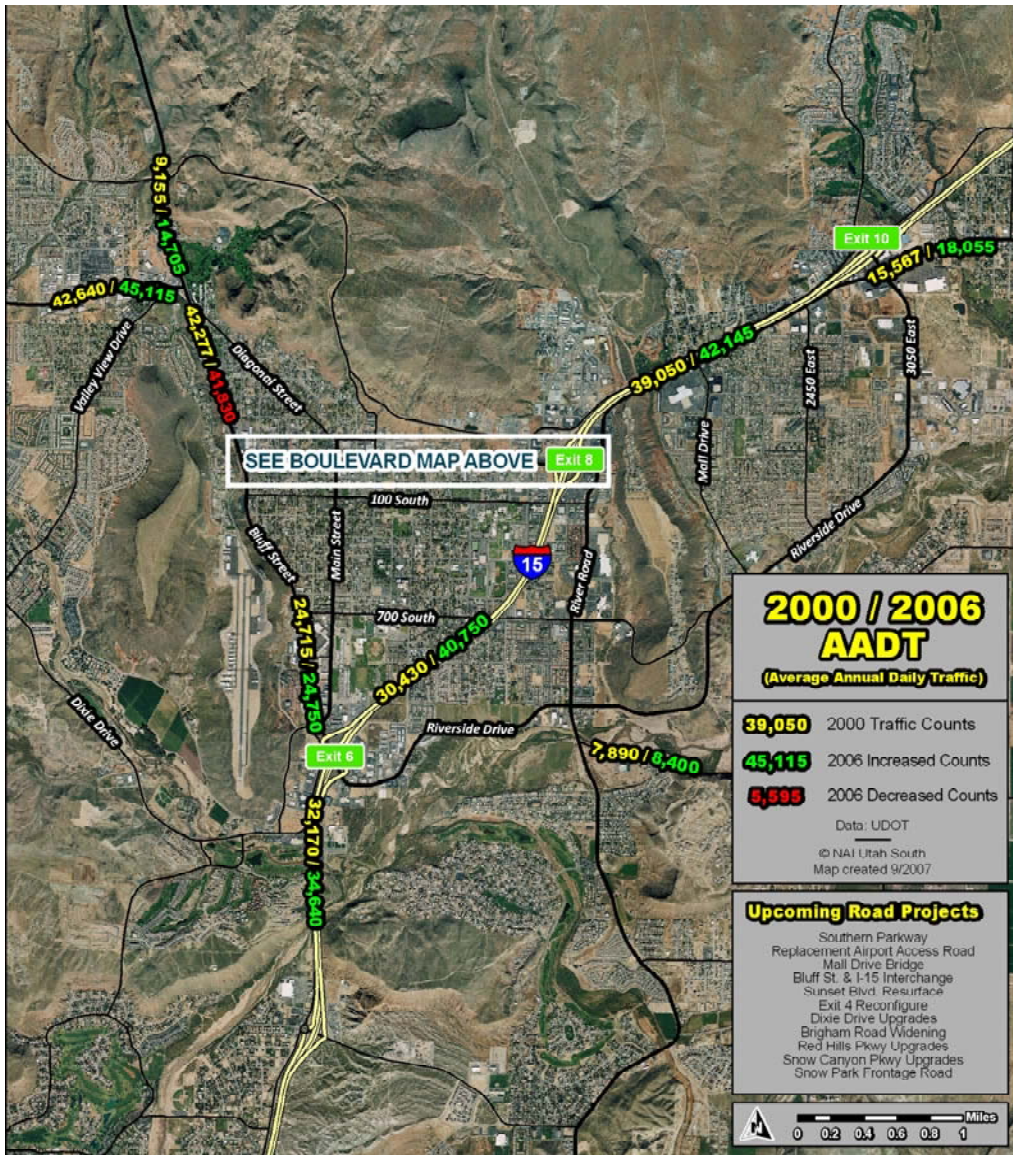 9,155 / 14,705
42,640 / 45,115
42,277 / 41,830
Valley View Drive
Diagonal Street
Exit 10
15,567 / 18,055
39,050 / 42,145
2450 East
3050 East
Mall Drive
SEE BOULEVARD MAP ABOVE
Exit 8
100 South
Bluff Street
Main Street
15
River Road
Riverside Drive
700 South
24,715 / 24,750
30,430 / 40,750
Dixie Drive
Riverside Drive
Exit 6
7,890 / 8,400
32,170 / 34,640
2000 / 2006
AADT
(Average Annual Daily Traffic)
39,050 2000 Traffic Counts
45,115 2006 Increased Counts
5,595 2006 Decreased Counts
Data: UDOT
© NAI Utah South
Map created 9/2007
Upcoming Road Projects
Southern Parkway
Replacement Airport Access Road
Mall Drive Bridge
Bluff St. & I-15 Interchange
Sunset Blvd. Resurface
Exit 4 Reconfigure
Dixie Drive Upgrades
Brigham Road Widening
Red Hills Pkwy Upgrades
Snow Canyon Pkwy Upgrades
Snow Park Frontage Road
N
Miles
0 0.2 0.4 0.6 0.8 1